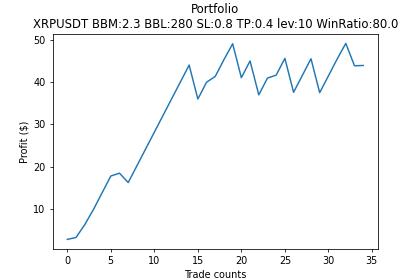 Portfolio
XRPUSDT BBM:2.3 BBL:280 SL:0.8 TP:0.4 lev:10 WinRatio:80.0
50
40
30
20
10
Profit ($)
0 5 10 15 20 25 30 35
Trade counts